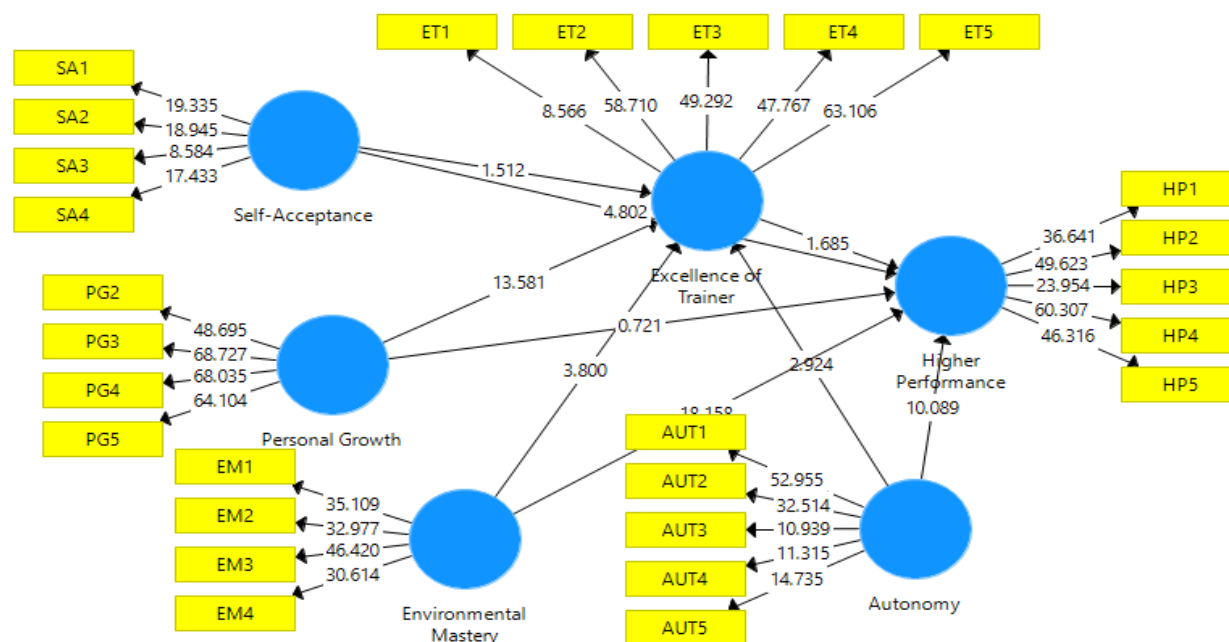 ET1
ET2
ET3
ET4
ET5
SA1
SA2
SA3
SA4
19.335
18.945
8.584
17.433
Self-Acceptance
8.566
58.710
49.292
47.767
63.106
1.512
4.802
Excellence of
Trainer
1.685
HP1
HP2
HP3
HP4
HP5
36.641
49.623
23.954
60.307
46.316
Higher
Performance
PG2
PG3
PG4
PG5
48.695
68.727
68.035
64.104
Personal Growth
13.581
0.721
3.800
2.924
18.158
10.089
EM1
EM2
EM3
EM4
35.109
32.977
46.420
30.614
Environmental
Mastery
AUT1
AUT2
AUT3
AUT4
AUT5
52.955
32.514
10.939
11.315
14.735
Autonomy